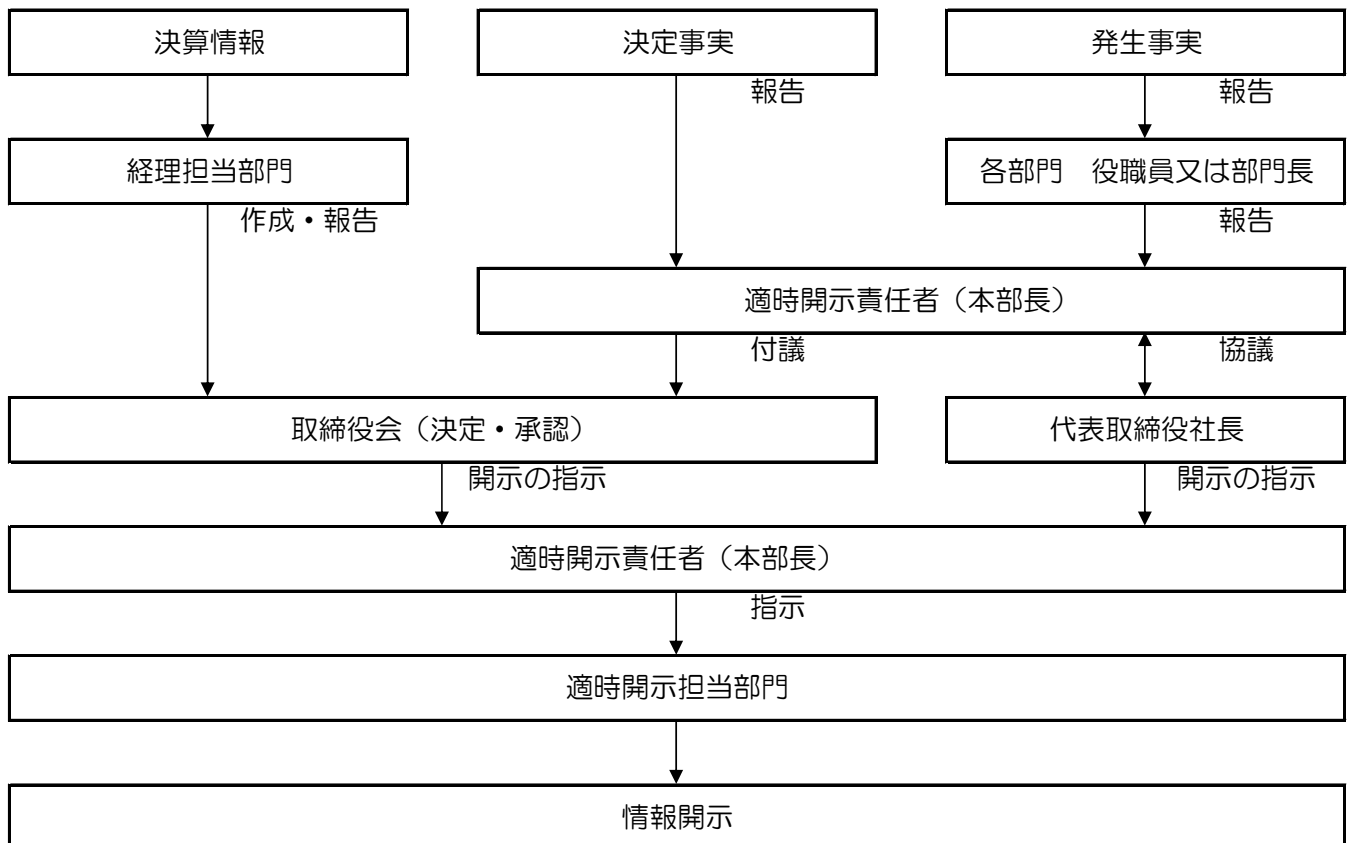 決算情報
決定事実
発生事実
報告
報告
経理担当部門
各部門　役職員又は部門長
作成・報告
報告
適時開示責任者（本部長）
付議
協議
取締役会（決定・承認）
代表取締役社長
開示の指示
開示の指示
適時開示責任者（本部長）
指示
適時開示担当部門
情報開示